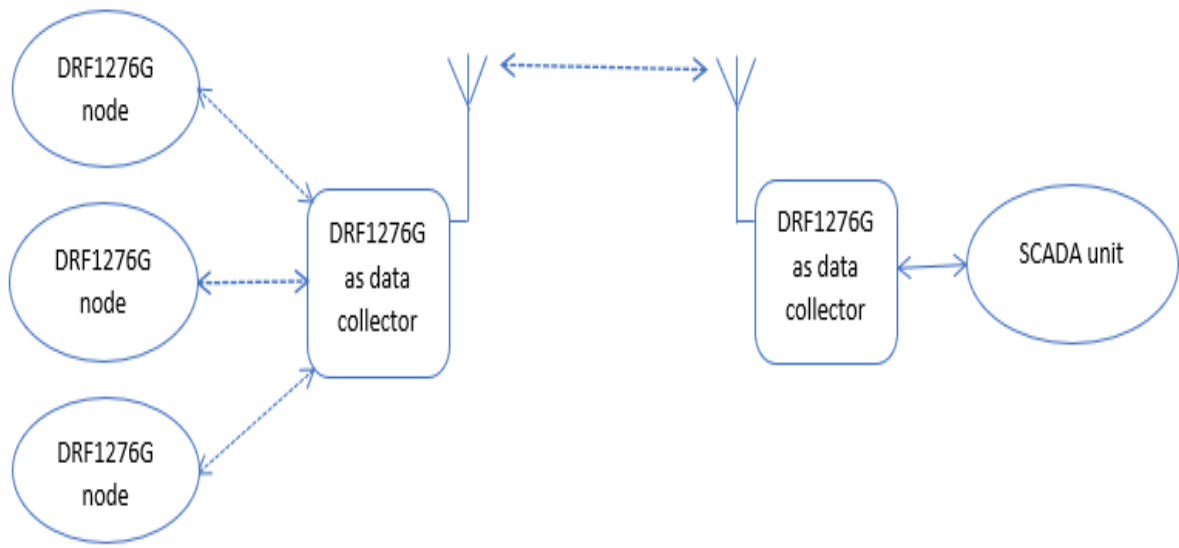 DRF1276G
node
DRF1276G
node
DRF1276G
node
DRF1276G
as data
collector
DRF1276G
as data
collector
SCADA unit